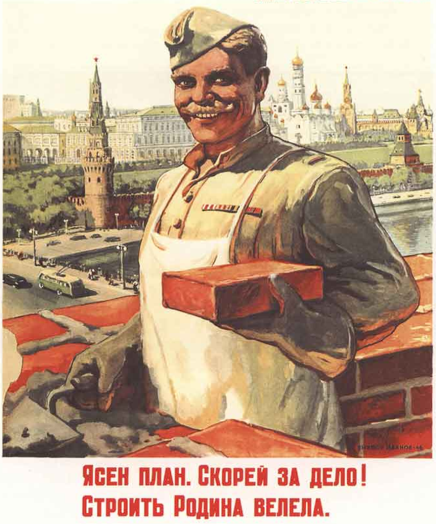 Ясен план. Скорей за дело!
Строить Родина велела.